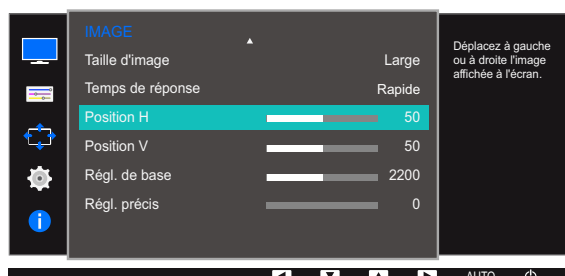 IMAGE
Taille d'image Large
Temps de réponse Rapide
Position H 50
Position V 50
Régl. de base 2200
Régl. précis 0
Déplacez à gauche
ou à droite l'image
affichée à l'écran.
AUTO